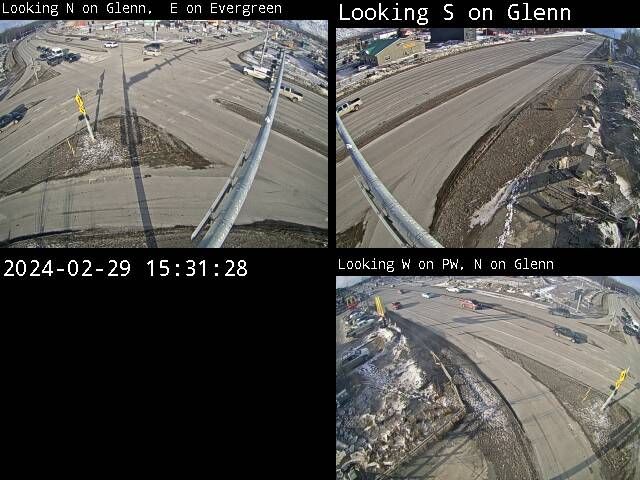 Looking N on Glenn,  E on Evergreen
Looking S on Glenn
2024-02-29 15:31:28
Looking W on PW, N on Glenn